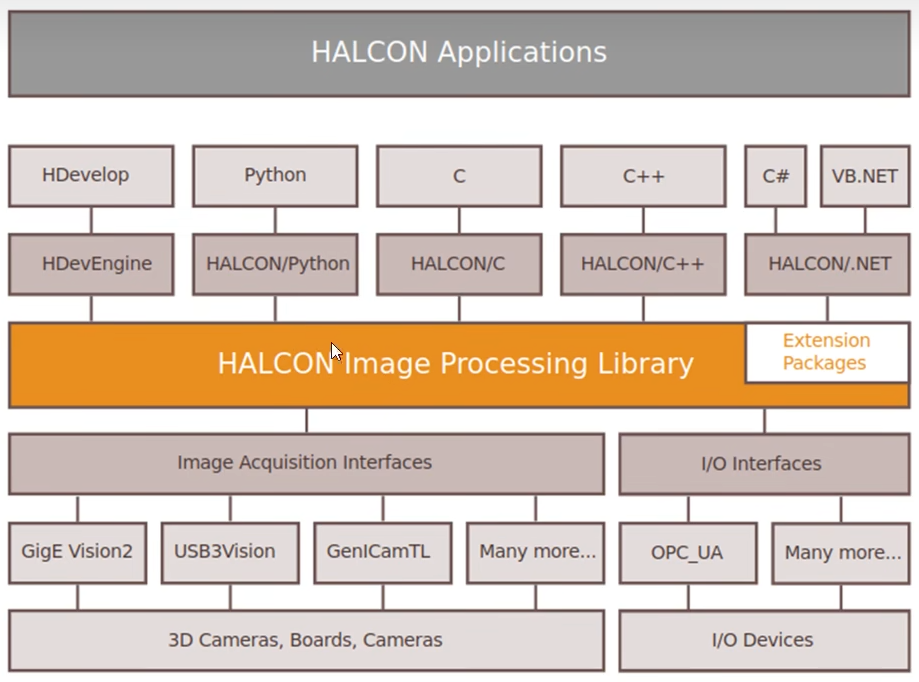 HALCON Applications
HDevelop
Python
C
C++
C#
VB.NET
HDevEngine
HALCON/Python
HALCON/C
HALCON/C++
HALCON/.NET
HALCON Image Processing Library
Extension
Packages
Image Acquisition Interfaces
I/O Interfaces
GigE Vision2
USB3Vision
GenICamTL
Many more...
OPC_UA
Many more...
3D Cameras, Boards, Cameras
I/O Devices